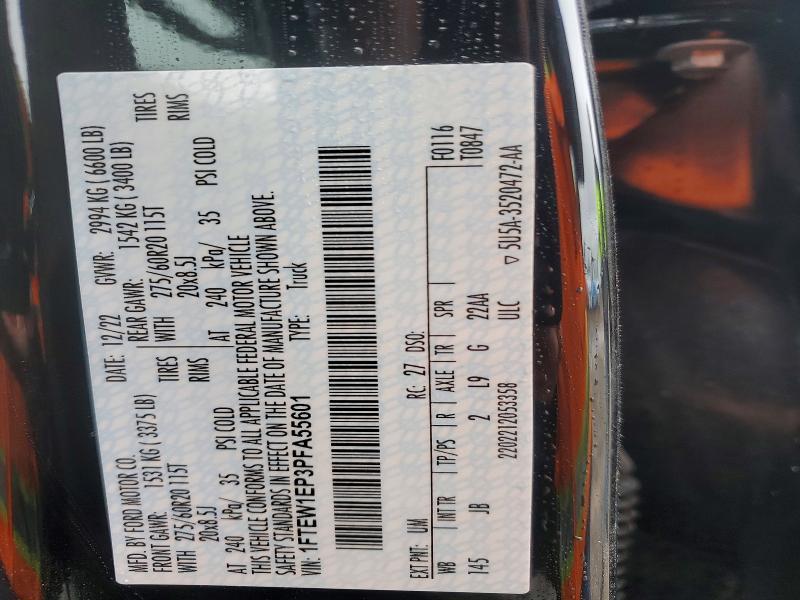 MFD. BY FORD MOTOR CO. DATE: 12/22 GVWR: 2994 KG ( 6600 LB)
FRONT GAWR: 1531 KG ( 3375 LB) REAR GAWR: 1542 KG ( 3400 LB)
WITH 275/60R20 115T TIRES WITH 275/60R20 115T TIRES
20x8.5J RIMS 20x8.5J RIMS
AT 240 kPa/ 35 PSI COLD AT 240 kPa/ 35 PSI COLD
THIS VEHICLE CONFORMS TO ALL APPLICABLE FEDERAL MOTOR VEHICLE
SAFETY STANDARDS IN EFFECT ON THE DATE OF MANUFACTURE SHOWN ABOVE.
VIN: 1FTEW1EP3PFA55601 TYPE: Truck
F0116
EXT PNT: UM RC: 27 DSO: T0847
WB INT TR TP/PS R AXLE TR SPR
145 JB 2 L9 G 22AA
2202212053358 ULC ▽ 5U5A-3520472-AA